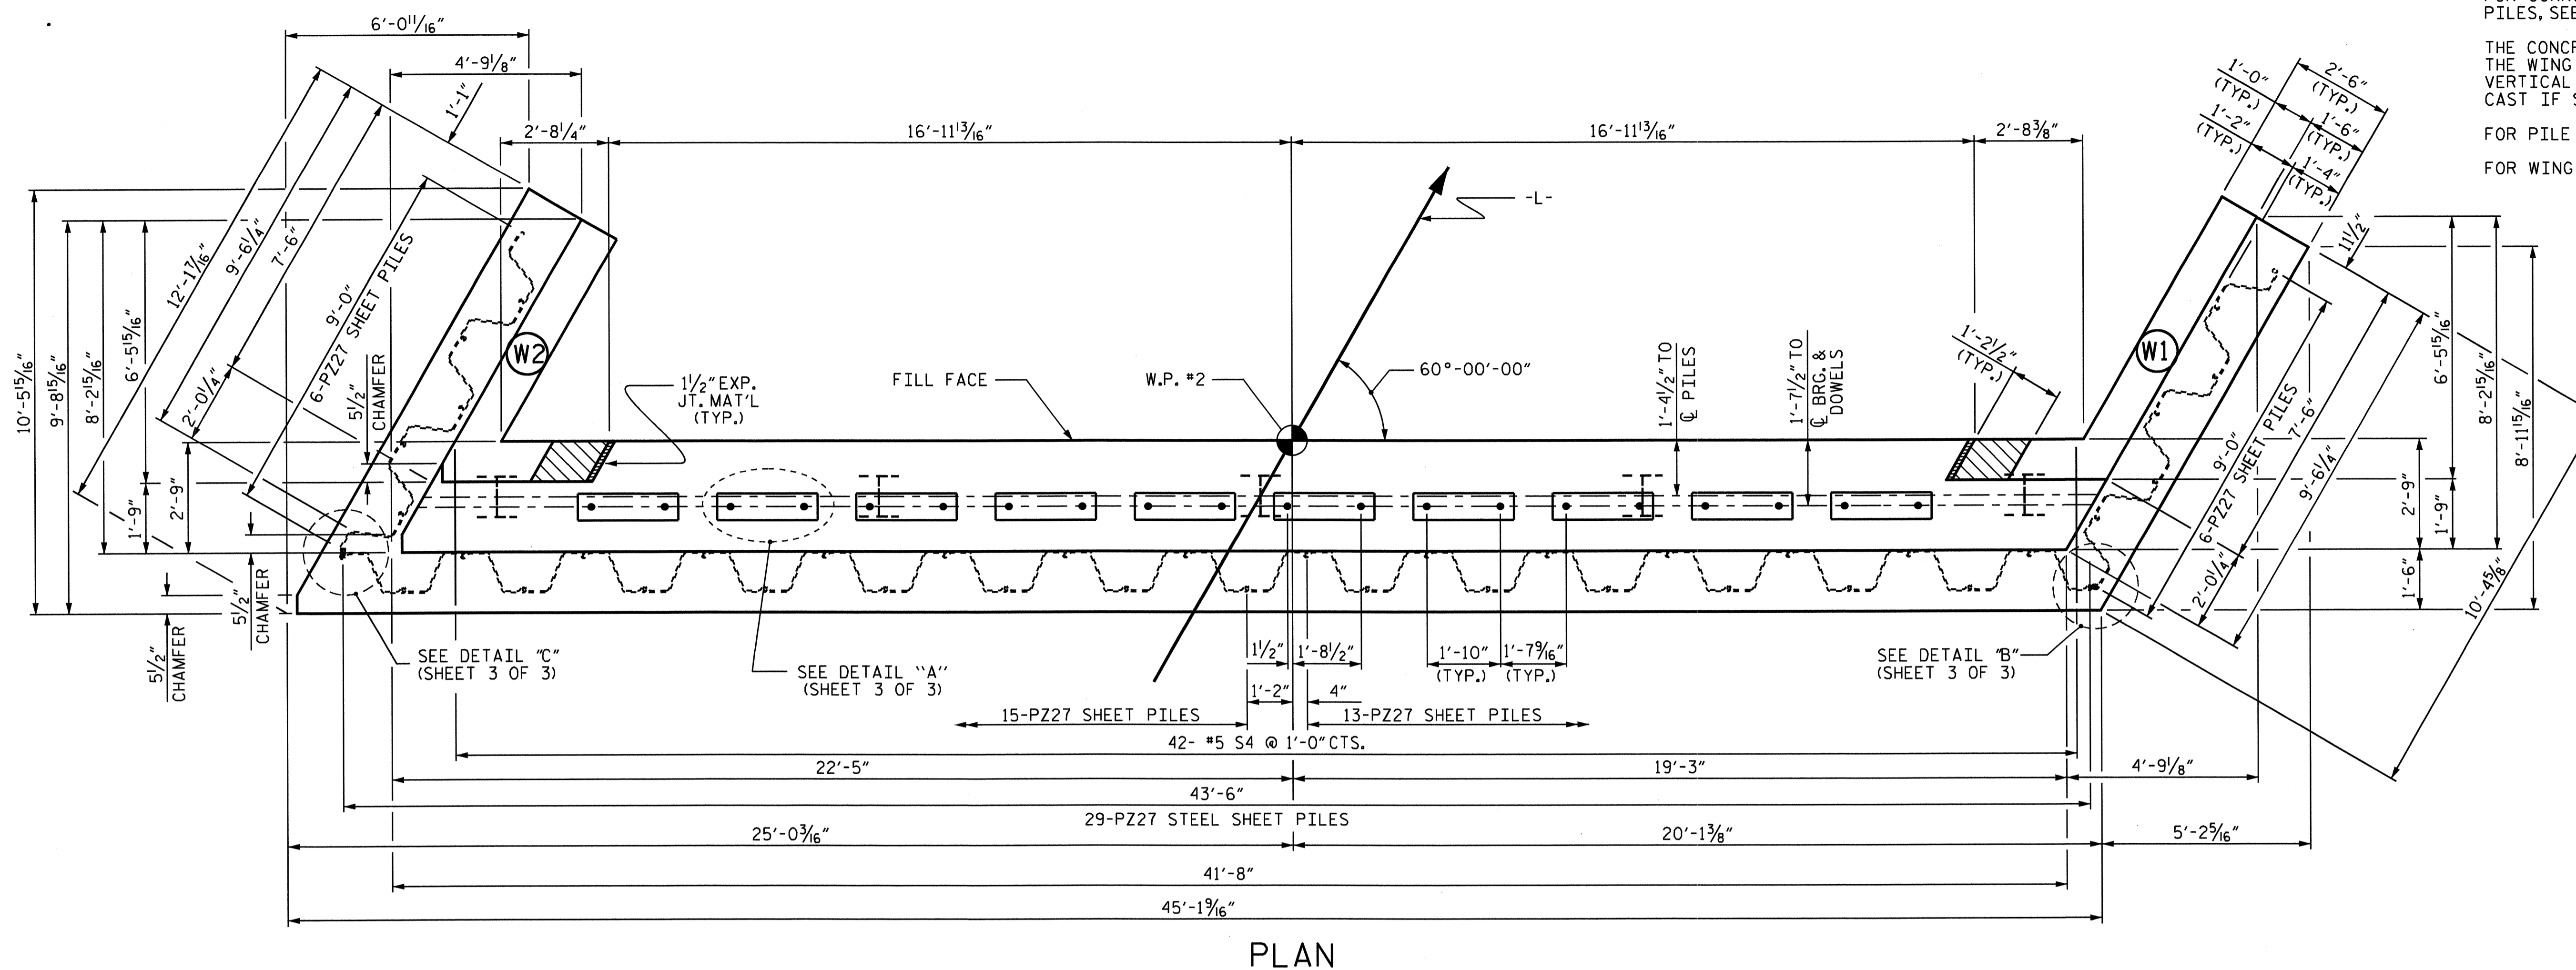 PILES, SEE
THE CONCR
THE WING
VERTICAL
CAST IF S
FOR PILE
FOR WING
6'-0 11/16"
4'-9 1/8"
1'-1"
2'-8 1/4"
16'-11 13/16"
16'-11 13/16"
2'-8 3/8"
1'-0"
(TYP.)
2'-6"
(TYP.)
1'-2"
(TYP.)
1'-6"
(TYP.)
1'-4"
(TYP.)
11 1/2"
12'-1 7/16"
9'-6 1/4"
7'-6"
9'-0"
6-PZ27 SHEET PILES
2'-0 1/4"
10'-5 15/16"
9'-8 15/16"
8'-2 15/16"
6'-5 15/16"
1'-9"
2'-9"
5 1/2"
CHAMFER
5 1/2"
CHAMFER
5 1/2"
CHAMFER
W2
1 1/2" EXP.
JT. MAT'L
(TYP.)
FILL FACE
W.P. #2
-L-
60°-00'-00"
1'-4 1/2" TO
℄ PILES
1'-7 1/2" TO
℄ BRG. &
DOWELS
1'-2 1/2"
(TYP.)
W1
6'-5 15/16"
8'-2 15/16"
8'-11 15/16"
2'-9"
1'-9"
1'-6"
9'-0"
6-PZ27 SHEET PILES
7'-6"
9'-6 1/4"
2'-0 1/4"
10'-4 5/8"
SEE DETAIL "C"
(SHEET 3 OF 3)
SEE DETAIL ''A''
(SHEET 3 OF 3)
SEE DETAIL "B"
(SHEET 3 OF 3)
1 1/2"
1'-8 1/2"
1'-10"
(TYP.)
1'-7 9/16"
(TYP.)
1'-2"
4"
15-PZ27 SHEET PILES
13-PZ27 SHEET PILES
42- #5 S4 @ 1'-0" CTS.
22'-5"
19'-3"
4'-9 1/8"
43'-6"
29-PZ27 STEEL SHEET PILES
25'-0 3/16"
20'-1 3/8"
5'-2 5/16"
41'-8"
45'-1 9/16"
PLAN